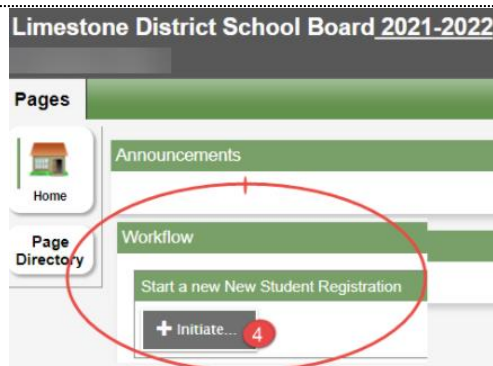 Limestone District School Board 2021-2022
Pages
Home
Page
Directory
Announcements
Workflow
Start a new New Student Registration
+ Initiate... 4